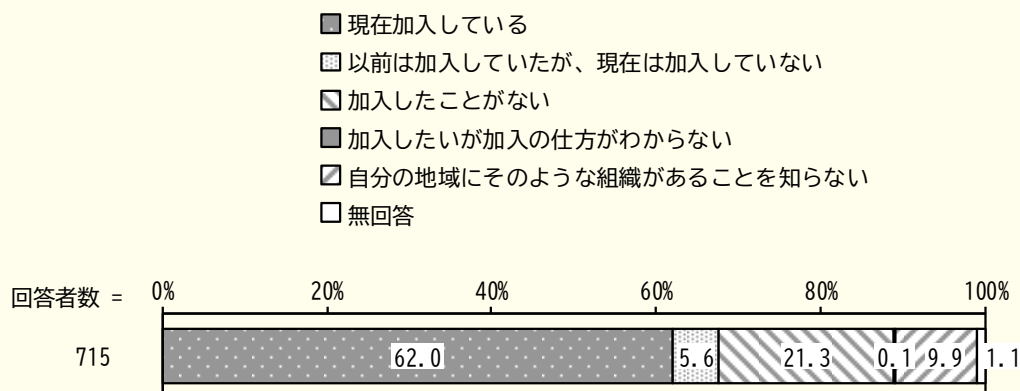 現在加入している
以前は加入していたが、現在は加入していない
加入したことがない
加入したいが加入の仕方がわからない
自分の地域にそのような組織があることを知らない
無回答
回答者数 = 0% 20% 40% 60% 80% 100%
715 62.0 5.6 21.3 0.1 9.9 1.1